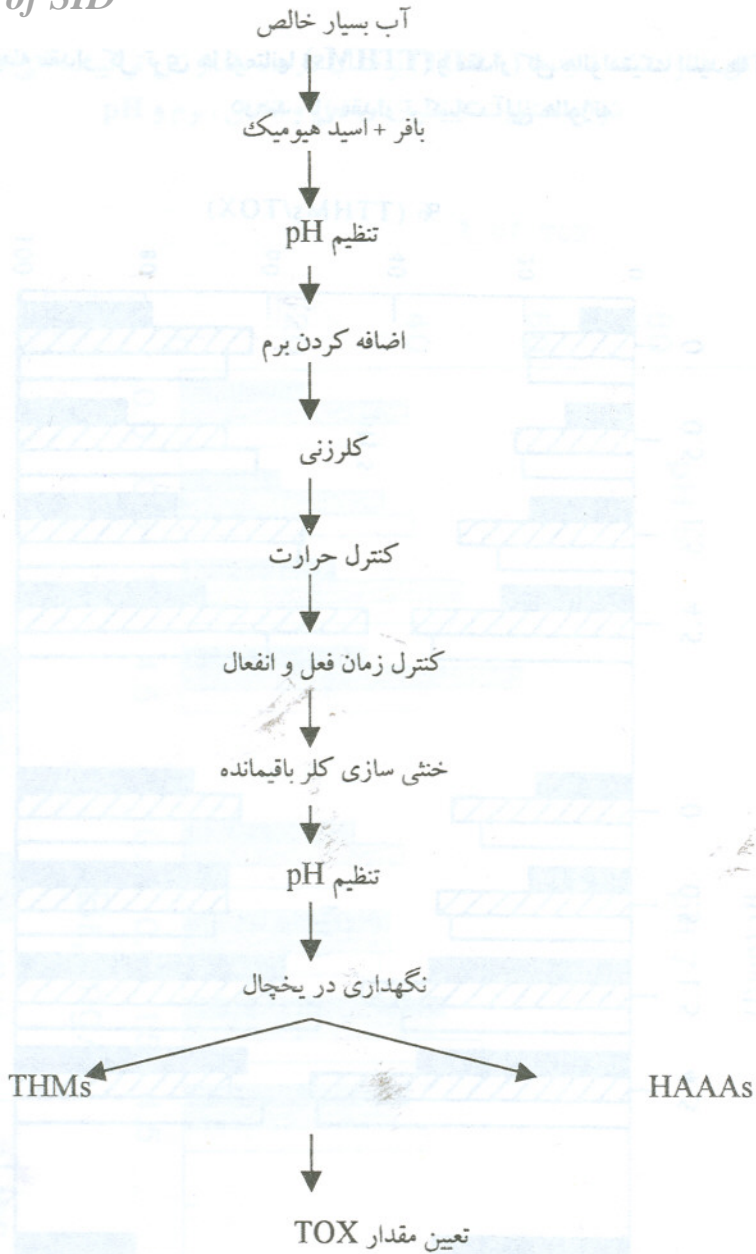 of SID
آب بسیار خالص
بافر + اسید هیومیک
تنظیم pH
اضافه کردن برم
کلرزنی
کنترل حرارت
کنترل زمان فعل و انفعال
خنثی سازی کلر باقیمانده
تنظیم pH
نگهداری در یخچال
THMs
HAAAs
تعیین مقدار TOX